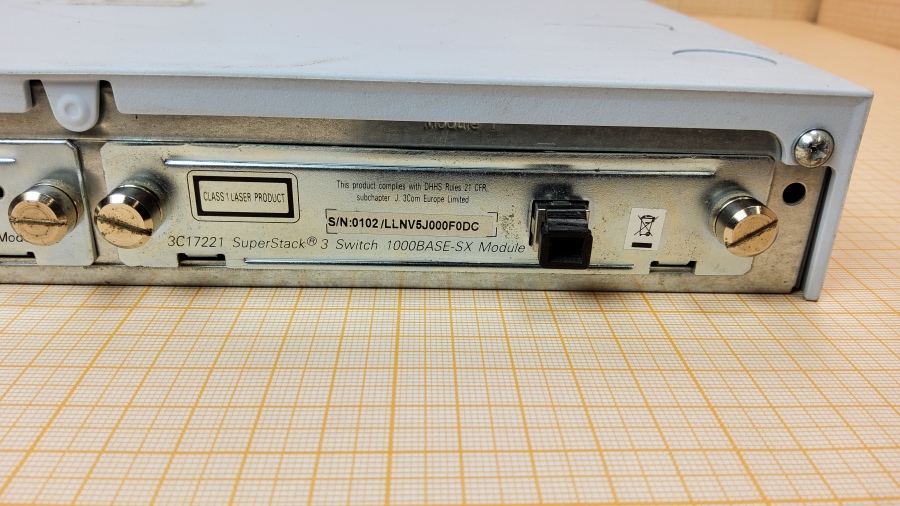 Module
CLASS 1 LASER PRODUCT
This product complies with DHHS Rules 21 CFR,
subchapter J. 3Com Europe Limited
S/N:0102 /LLNV5J000F0DC
3C17221 SuperStack® 3 Switch 1000BASE-SX Module